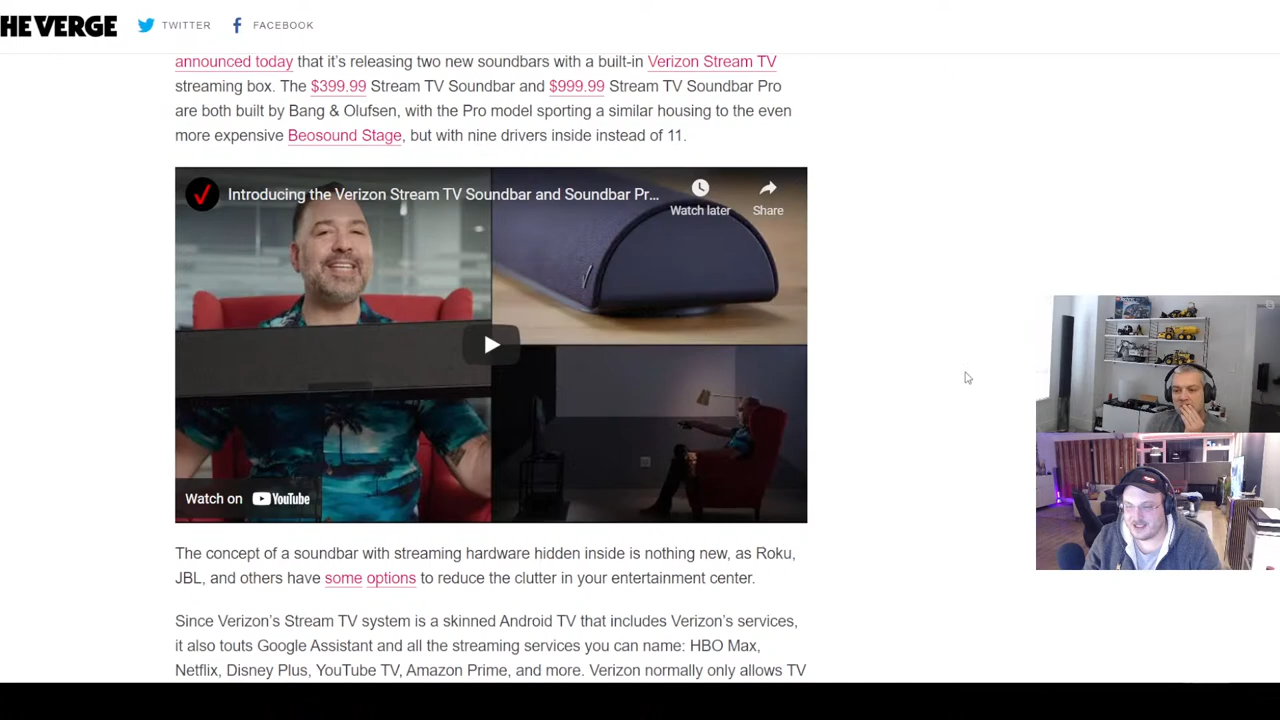 HE VERGE
TWITTER
FACEBOOK
announced today that it’s releasing two new soundbars with a built-in Verizon Stream TV
streaming box. The $399.99 Stream TV Soundbar and $999.99 Stream TV Soundbar Pro
are both built by Bang & Olufsen, with the Pro model sporting a similar housing to the even
more expensive Beosound Stage, but with nine drivers inside instead of 11.
Introducing the Verizon Stream TV Soundbar and Soundbar Pr...
Watch later
Share
Watch on YouTube
The concept of a soundbar with streaming hardware hidden inside is nothing new, as Roku,
JBL, and others have some options to reduce the clutter in your entertainment center.
Since Verizon’s Stream TV system is a skinned Android TV that includes Verizon’s services,
it also touts Google Assistant and all the streaming services you can name: HBO Max,
Netflix, Disney Plus, YouTube TV, Amazon Prime, and more. Verizon normally only allows TV